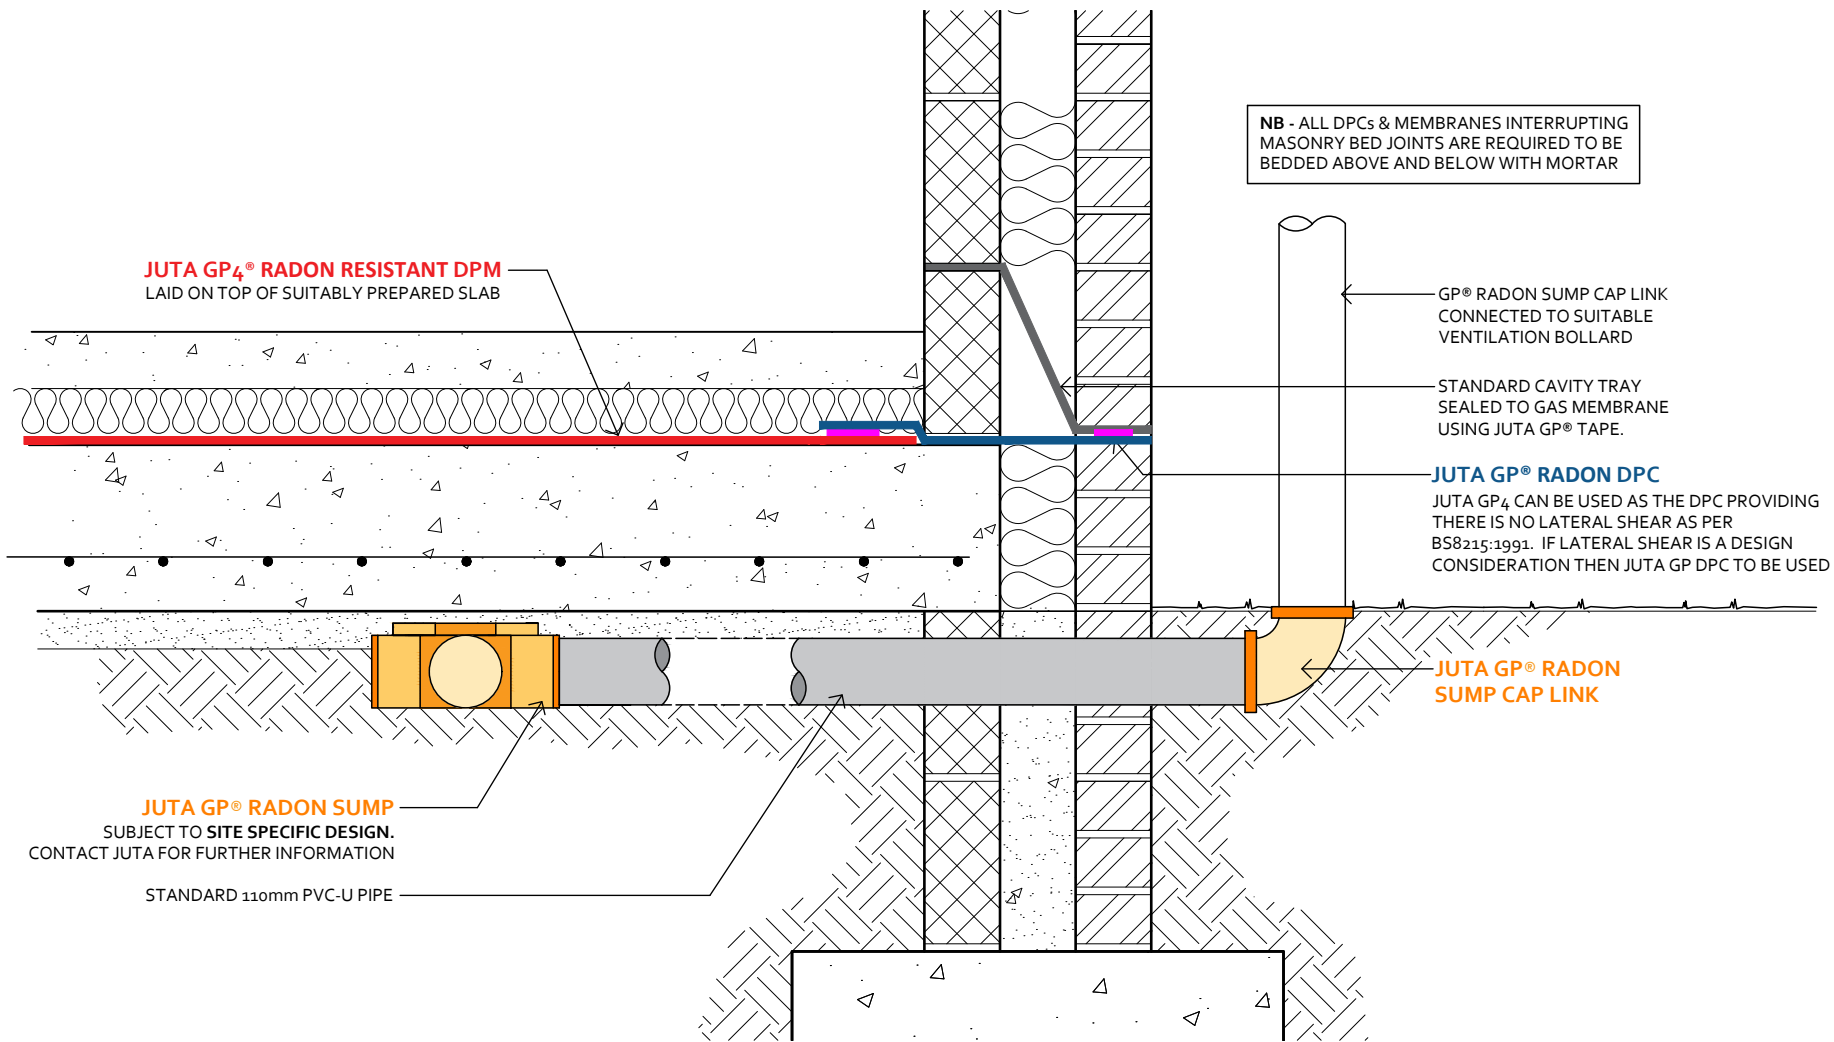 NB - ALL DPCs & MEMBRANES INTERRUPTING
MASONRY BED JOINTS ARE REQUIRED TO BE
BEDDED ABOVE AND BELOW WITH MORTAR
JUTA GP4® RADON RESISTANT DPM
LAID ON TOP OF SUITABLY PREPARED SLAB
GP® RADON SUMP CAP LINK
CONNECTED TO SUITABLE
VENTILATION BOLLARD
STANDARD CAVITY TRAY
SEALED TO GAS MEMBRANE
USING JUTA GP® TAPE.
JUTA GP® RADON DPC
JUTA GP4 CAN BE USED AS THE DPC PROVIDING
THERE IS NO LATERAL SHEAR AS PER
BS8215:1991. IF LATERAL SHEAR IS A DESIGN
CONSIDERATION THEN JUTA GP DPC TO BE USED
JUTA GP® RADON
SUMP CAP LINK
JUTA GP® RADON SUMP
SUBJECT TO SITE SPECIFIC DESIGN.
CONTACT JUTA FOR FURTHER INFORMATION
STANDARD 110mm PVC-U PIPE